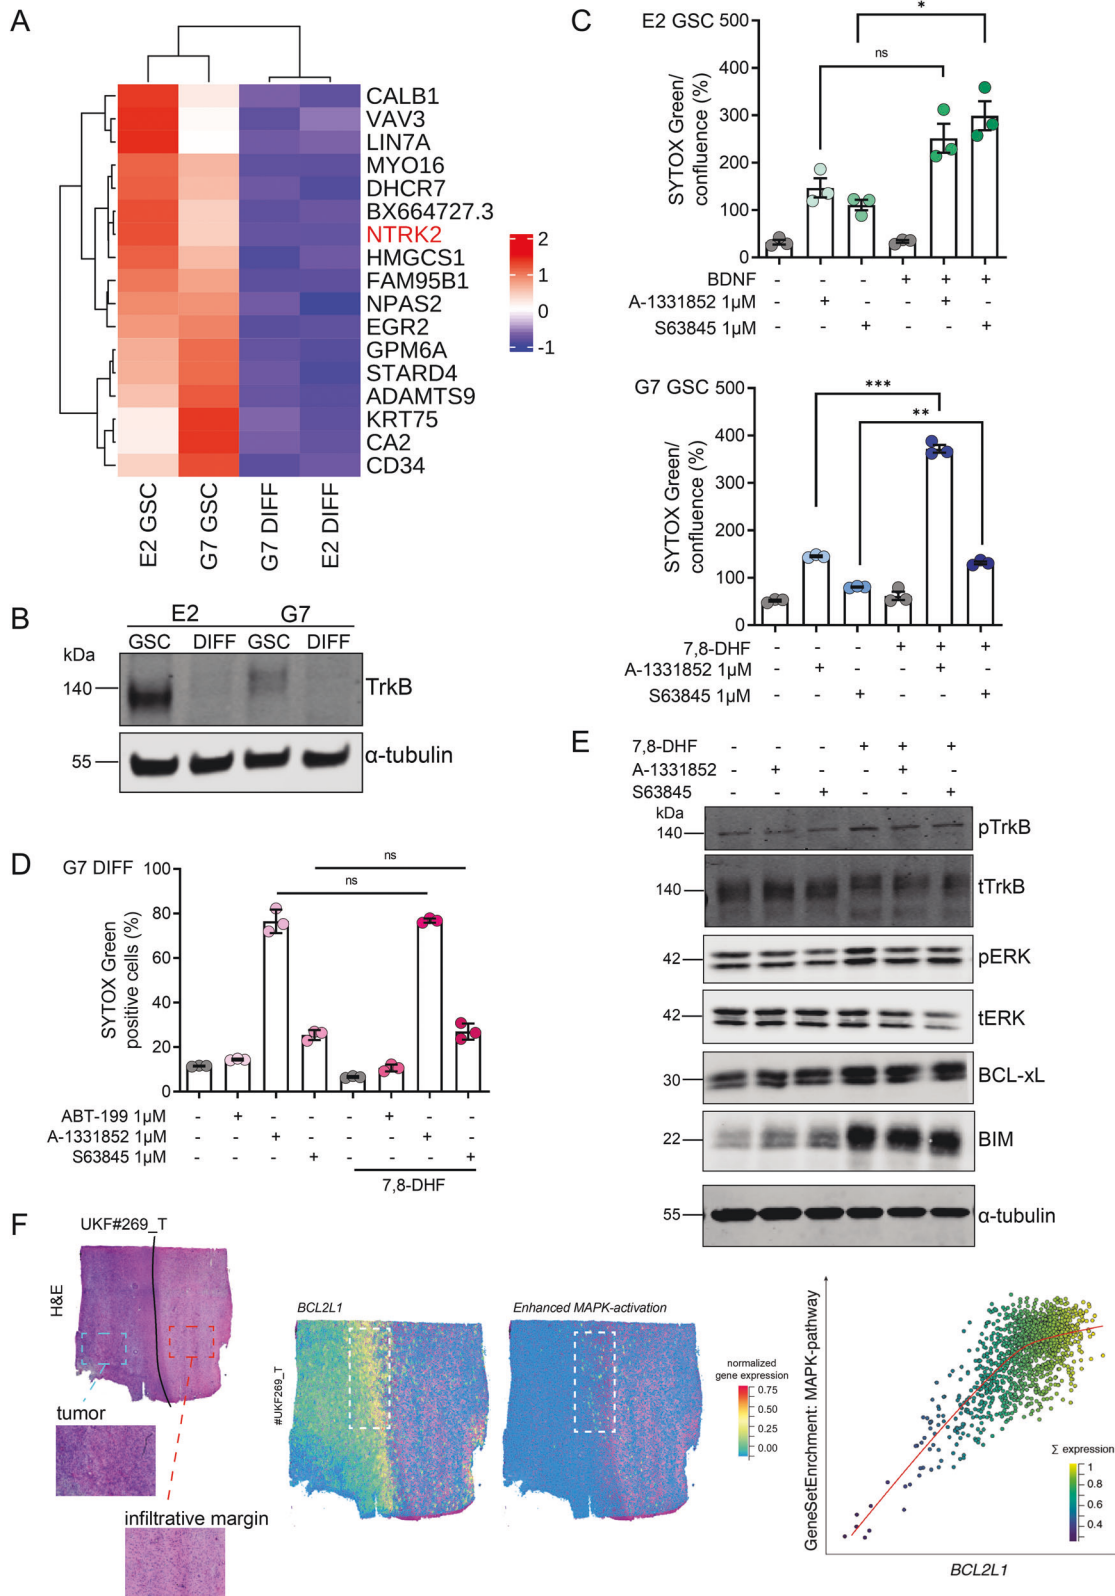 A
CALB1
VAV3
LIN7A
MYO16
DHCR7
BX664727.3
NTRK2
HMGCS1
FAM95B1
NPAS2
EGR2
GPM6A
STARD4
ADAMTS9
KRT75
CA2
CD34
2
1
0
-1
E2 GSC
G7 GSC
G7 DIFF
E2 DIFF
B
E2 G7
GSC DIFF GSC DIFF
kDa
140 TrkB
55 α-tubulin
C
E2 GSC
SYTOX Green/
confluence (%)
500
400
300
200
100
0
ns
*
BDNF - - - + + +
A-1331852 1µM - + - - + -
S63845 1µM - - + - - +
G7 GSC
SYTOX Green/
confluence (%)
500
400
300
200
100
0
***
**
7,8-DHF - - - + + +
A-1331852 1µM - + - - + -
S63845 1µM - - + - - +
D
G7 DIFF
SYTOX Green
positive cells (%)
100
80
60
40
20
0
ns
ns
ABT-199 1µM - + - - - + - -
A-1331852 1µM - - + - - - + -
S63845 1µM - - - + - - - +
7,8-DHF
E
7,8-DHF - - - + + +
A-1331852 - + - - + -
S63845 - - + - - +
kDa
140 pTrkB
140 tTrkB
42 pERK
42 tERK
30 BCL-xL
22 BIM
55 α-tubulin
F
UKF#269_T
H&E
tumor
infiltrative margin
BCL2L1
Enhanced MAPK-activation
#UKF269_T
normalized
gene expression
0.75
0.50
0.25
0.00
GeneSetEnrichment: MAPK-pathway
Σ expression
1
0.8
0.6
0.4
BCL2L1